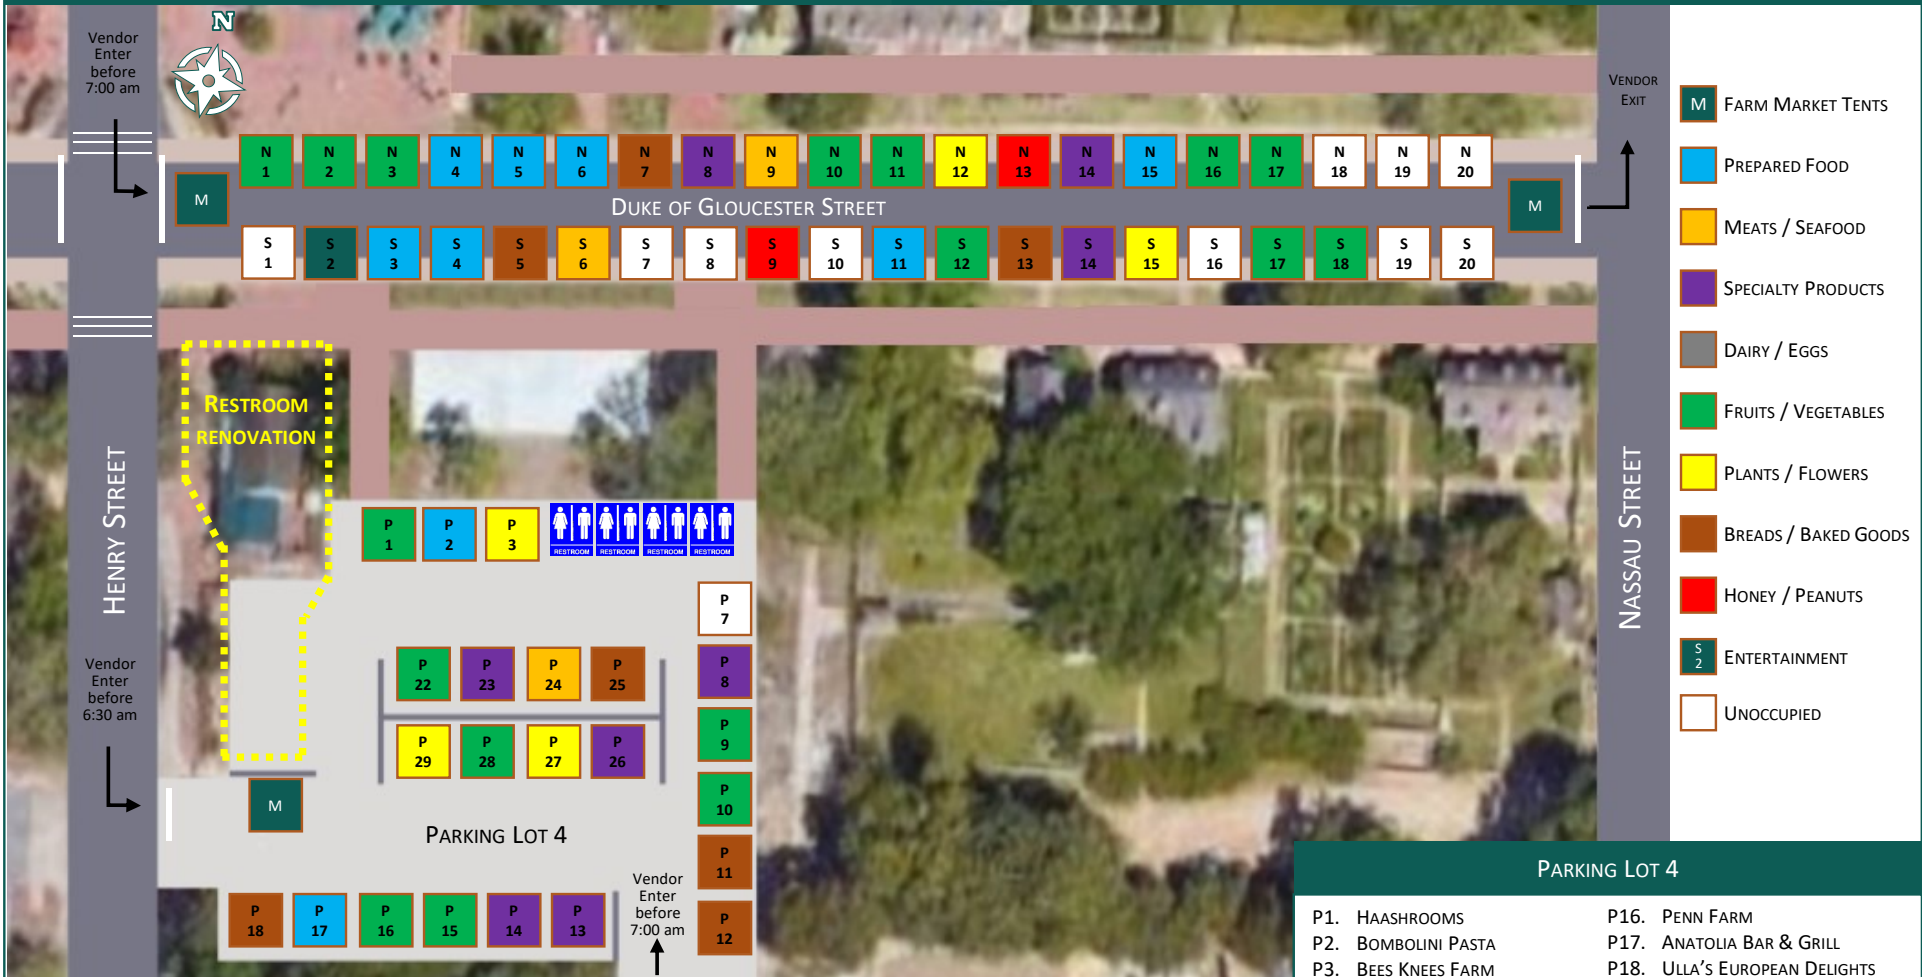 N
Vendor
Enter
before
7:00 am
VENDOR
EXIT
N
1
N
2
N
3
N
4
N
5
N
6
N
7
N
8
N
9
N
10
N
11
N
12
N
13
N
14
N
15
N
16
N
17
N
18
N
19
N
20
M
DUKE OF GLOUCESTER STREET
M
S
1
S
2
S
3
S
4
S
5
S
6
S
7
S
8
S
9
S
10
S
11
S
12
S
13
S
14
S
15
S
16
S
17
S
18
S
19
S
20
M FARM MARKET TENTS
PREPARED FOOD
MEATS / SEAFOOD
SPECIALTY PRODUCTS
DAIRY / EGGS
FRUITS / VEGETABLES
PLANTS / FLOWERS
BREADS / BAKED GOODS
HONEY / PEANUTS
S
2
ENTERTAINMENT
UNOCCUPIED
RESTROOM
RENOVATION
HENRY STREET
NASSAU STREET
P
1
P
2
P
3
RESTROOM
RESTROOM
RESTROOM
RESTROOM
P
7
P
8
P
9
P
10
P
11
P
12
P
22
P
23
P
24
P
25
P
29
P
28
P
27
P
26
Vendor
Enter
before
6:30 am
M
PARKING LOT 4
P
18
P
17
P
16
P
15
P
14
P
13
Vendor
Enter
before
7:00 am
PARKING LOT 4
P1. HAASHROOMS
P2. BOMBOLINI PASTA
P3. BEES KNEES FARM
P16. PENN FARM
P17. ANATOLIA BAR & GRILL
P18. ULLA'S EUROPEAN DELIGHTS